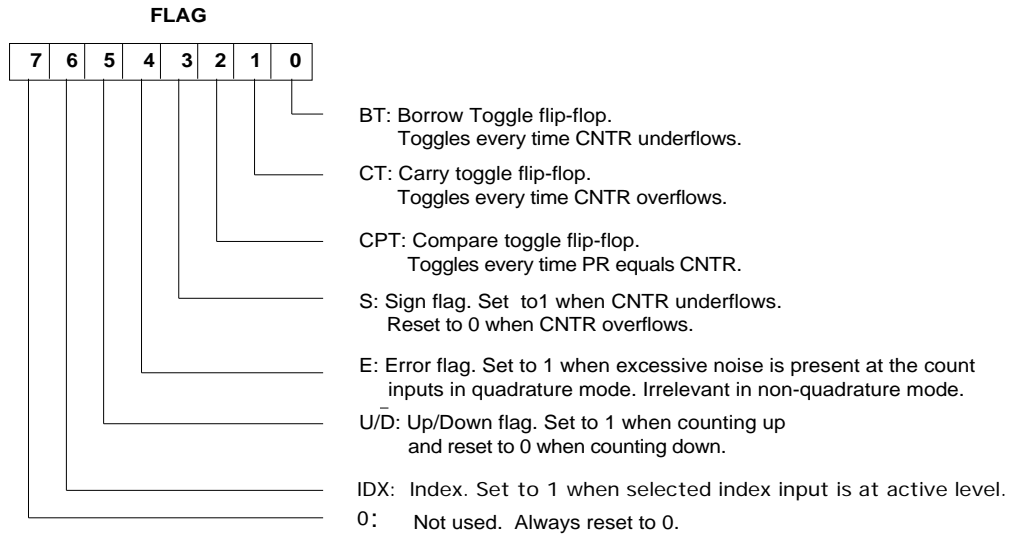 FLAG
7 6 5 4 3 2 1 0
BT: Borrow Toggle flip-flop.
Toggles every time CNTR underflows.
CT: Carry toggle flip-flop.
Toggles every time CNTR overflows.
CPT: Compare toggle flip-flop.
Toggles every time PR equals CNTR.
S: Sign flag. Set to1 when CNTR underflows.
Reset to 0 when CNTR overflows.
E: Error flag. Set to 1 when excessive noise is present at the count
inputs in quadrature mode. Irrelevant in non-quadrature mode.
U/D̅: Up/Down flag. Set to 1 when counting up
and reset to 0 when counting down.
IDX: Index. Set to 1 when selected index input is at active level.
0: Not used. Always reset to 0.